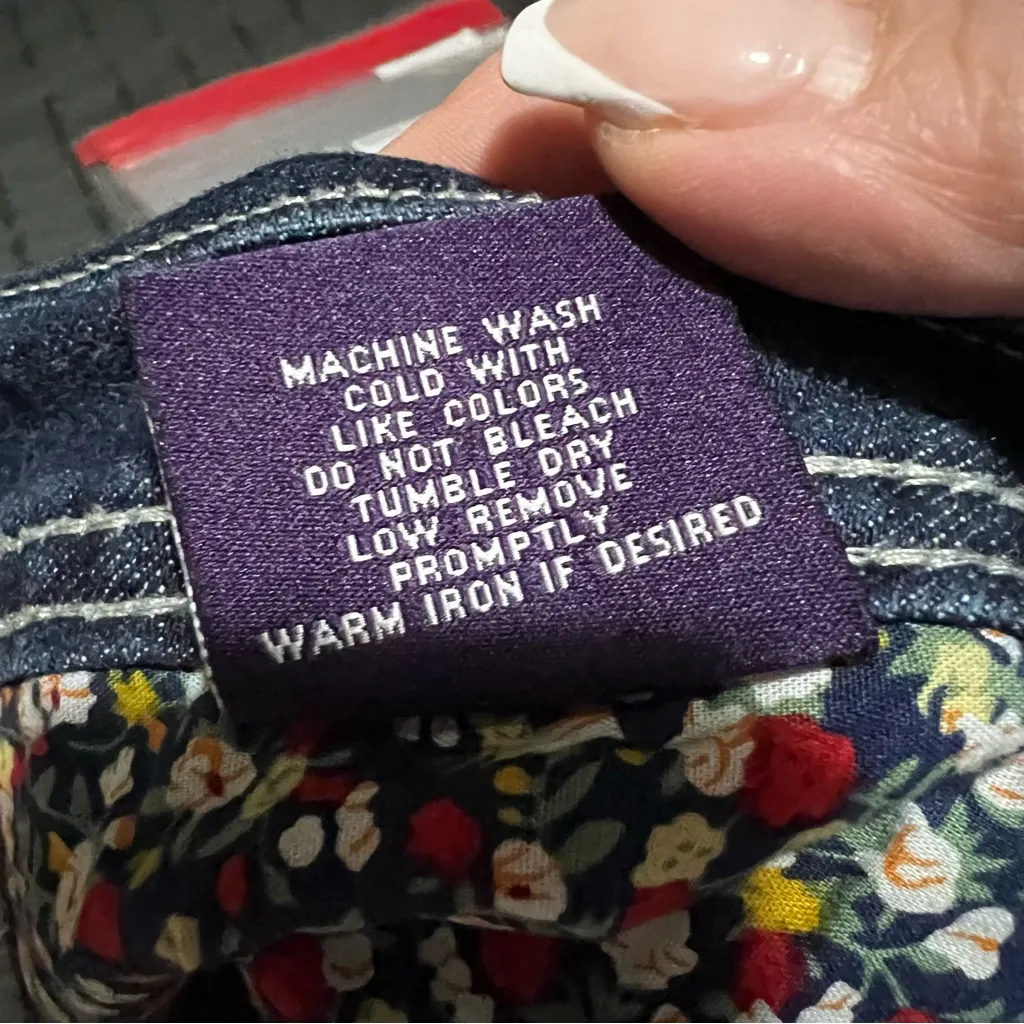 MACHINE WASH
COLD WITH
LIKE COLORS
DO NOT BLEACH
TUMBLE DRY
LOW REMOVE
PROMPTLY
WARM IRON IF DESIRED